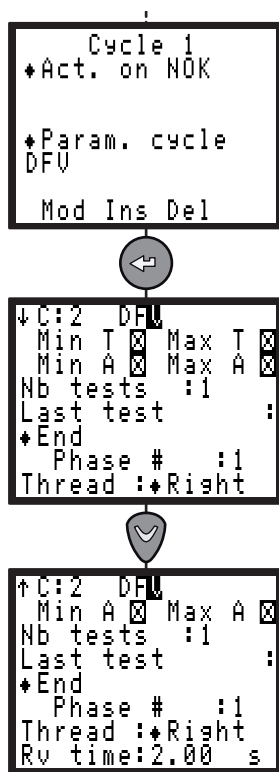 Cycle 1
♦Act. on NOK
♦Param. cycle
DFV
Mod Ins Del
↓C:2 DFV
Min T ☒ Max T ☒
Min A ☒ Max A ☒
Nb tests :1
Last test :
♦End
Phase # :1
Thread :♦Right
↑C:2 DFV
Min A ☒ Max A ☒
Nb tests :1
Last test :
♦End
Phase # :1
Thread :♦Right
Rv time:2.00 s